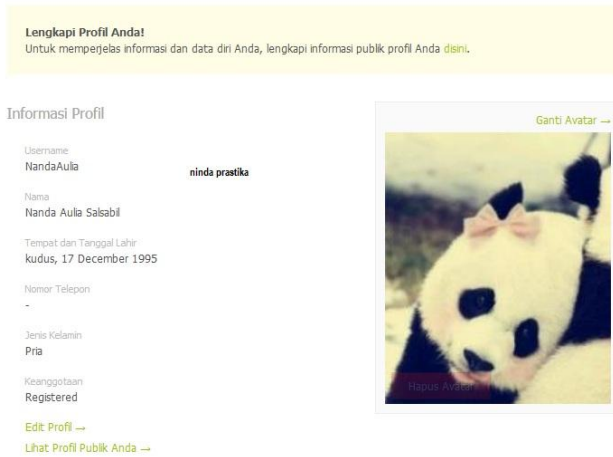 Lengkapi Profil Anda!
Untuk memperjelas informasi dan data diri Anda, lengkapi informasi publik profil Anda disini.
Informasi Profil
Ganti Avatar →
Username
NandaAulia
ninda prastika
Nama
Nanda Aulia Salsabil
Tempat dan Tanggal Lahir
kudus, 17 December 1995
Nomor Telepon
-
Jenis Kelamin
Pria
Keanggotaan
Registered
Hapus Avatar
Edit Profil →
Lihat Profil Publik Anda →